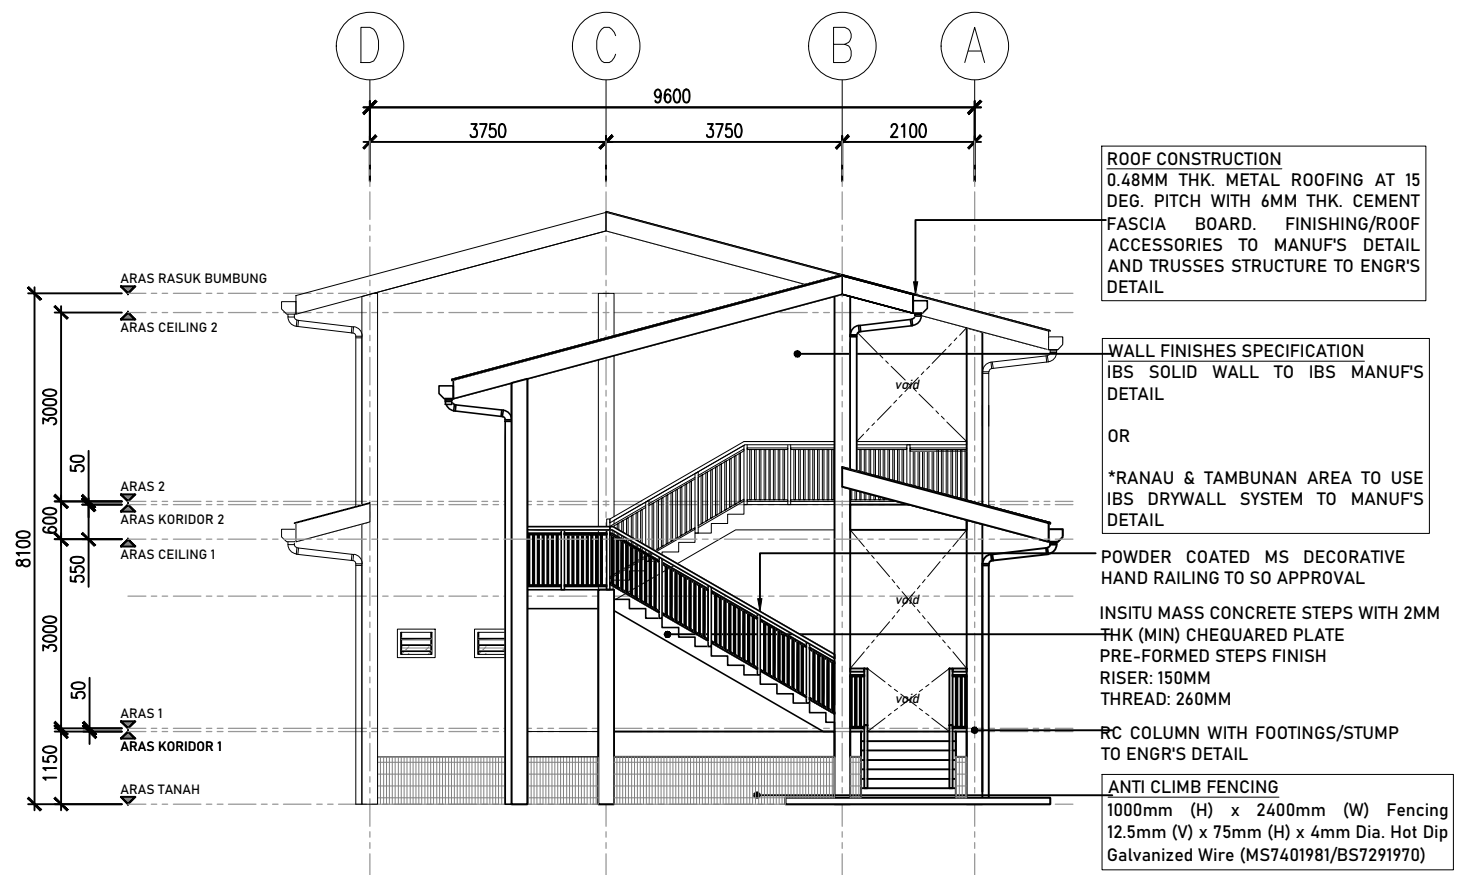 D
C
B
A
9600
3750
3750
2100
ROOF CONSTRUCTION
0.48MM THK. METAL ROOFING AT 15
DEG. PITCH WITH 6MM THK. CEMENT
FASCIA BOARD. FINISHING/ROOF
ACCESSORIES TO MANUF'S DETAIL
AND TRUSSES STRUCTURE TO ENGR'S
DETAIL
ARAS RASUK BUMBUNG
ARAS CEILING 2
WALL FINISHES SPECIFICATION
IBS SOLID WALL TO IBS MANUF'S
DETAIL
OR
*RANAU & TAMBUNAN AREA TO USE
IBS DRYWALL SYSTEM TO MANUF'S
DETAIL
void
3000
50
ARAS 2
ARAS KORIDOR 2
600
ARAS CEILING 1
8100
550
POWDER COATED MS DECORATIVE
HAND RAILING TO SO APPROVAL
void
INSITU MASS CONCRETE STEPS WITH 2MM
THK (MIN) CHEQUARED PLATE
PRE-FORMED STEPS FINISH
RISER: 150MM
THREAD: 260MM
3000
50
void
ARAS 1
ARAS KORIDOR 1
RC COLUMN WITH FOOTINGS/STUMP
TO ENGR'S DETAIL
1150
ARAS TANAH
ANTI CLIMB FENCING
1000mm (H) x 2400mm (W) Fencing
12.5mm (V) x 75mm (H) x 4mm Dia. Hot Dip
Galvanized Wire (MS7401981/BS7291970)